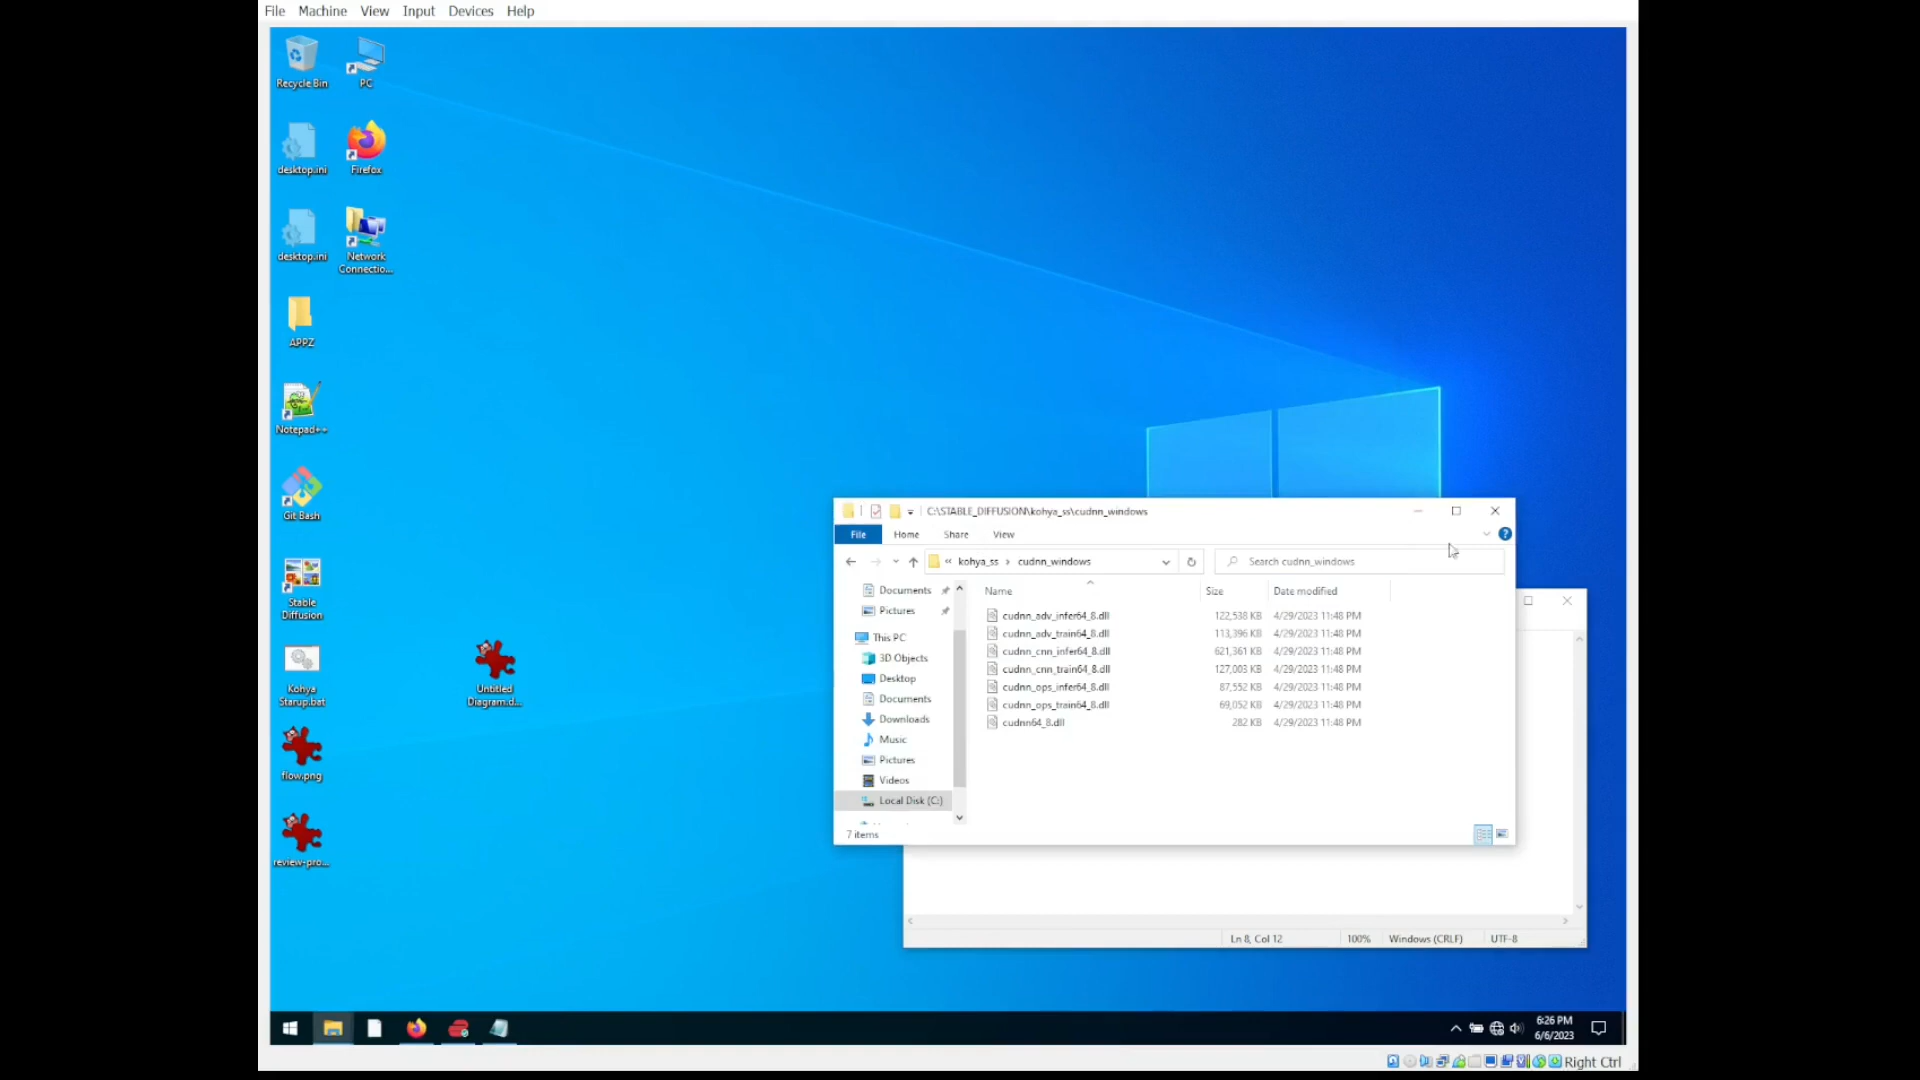 File Machine View Input Devices Help
Recycle Bin
PC
desktop.ini
Firefox
desktop.ini
Network
Connectio...
APPZ
Notepad++
Git Bash
Stable
Diffusion
Kohya
Starup.bat
Untitled
Diagram.d...
flow.png
review-pro...
C:\STABLE_DIFFUSION\kohya_ss\cudnn_windows
File Home Share View
« kohya_ss › cudnn_windows
Search cudnn_windows
Documents
Pictures
This PC
3D Objects
Desktop
Documents
Downloads
Music
Pictures
Videos
Local Disk (C:)
Name Size Date modified
cudnn_adv_infer64_8.dll 122,538 KB 4/29/2023 11:48 PM
cudnn_adv_train64_8.dll 113,396 KB 4/29/2023 11:48 PM
cudnn_cnn_infer64_8.dll 621,361 KB 4/29/2023 11:48 PM
cudnn_cnn_train64_8.dll 127,003 KB 4/29/2023 11:48 PM
cudnn_ops_infer64_8.dll 87,552 KB 4/29/2023 11:48 PM
cudnn_ops_train64_8.dll 69,052 KB 4/29/2023 11:48 PM
cudnn64_8.dll 282 KB 4/29/2023 11:48 PM
7 items
Ln 8, Col 12 100% Windows (CRLF) UTF-8
6:26 PM
6/6/2023
Right Ctrl